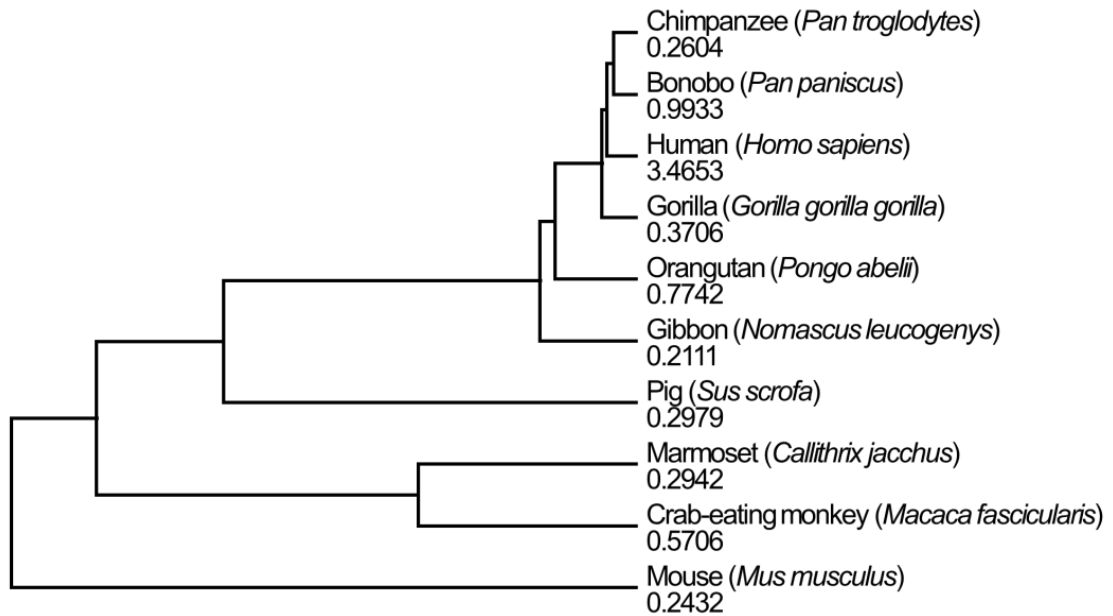 Chimpanzee (Pan troglodytes)
0.2604
Bonobo (Pan paniscus)
0.9933
Human (Homo sapiens)
3.4653
Gorilla (Gorilla gorilla gorilla)
0.3706
Orangutan (Pongo abelii)
0.7742
Gibbon (Nomascus leucogenys)
0.2111
Pig (Sus scrofa)
0.2979
Marmoset (Callithrix jacchus)
0.2942
Crab-eating monkey (Macaca fascicularis)
0.5706
Mouse (Mus musculus)
0.2432